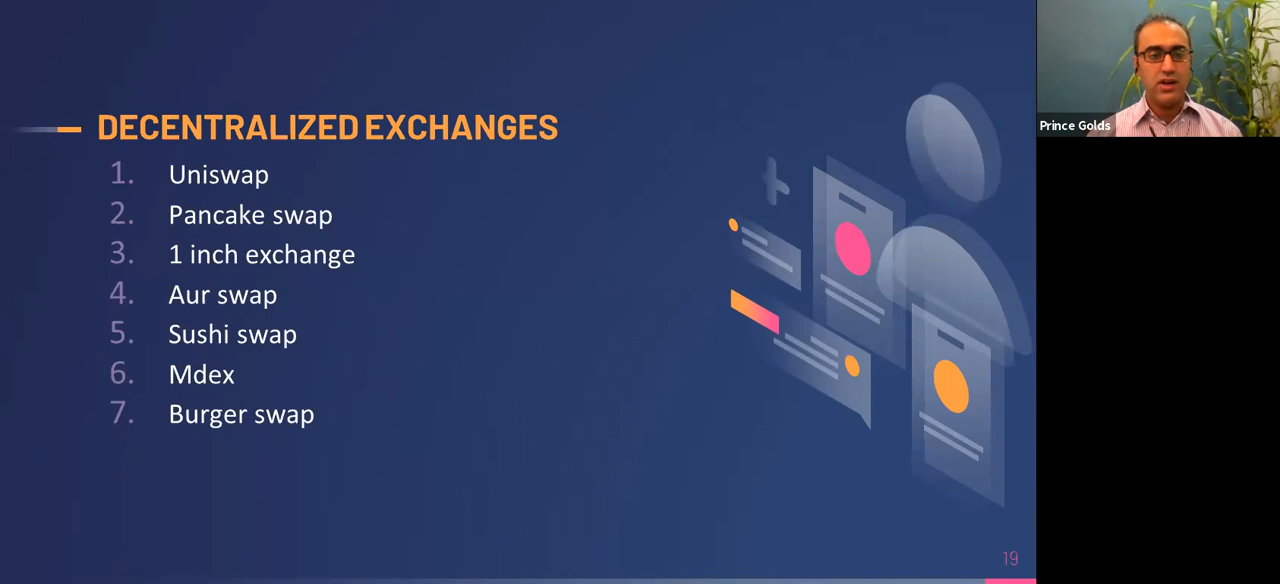 DECENTRALIZED EXCHANGES
1. Uniswap
2. Pancake swap
3. 1 inch exchange
4. Aur swap
5. Sushi swap
6. Mdex
7. Burger swap
19
Prince Golds